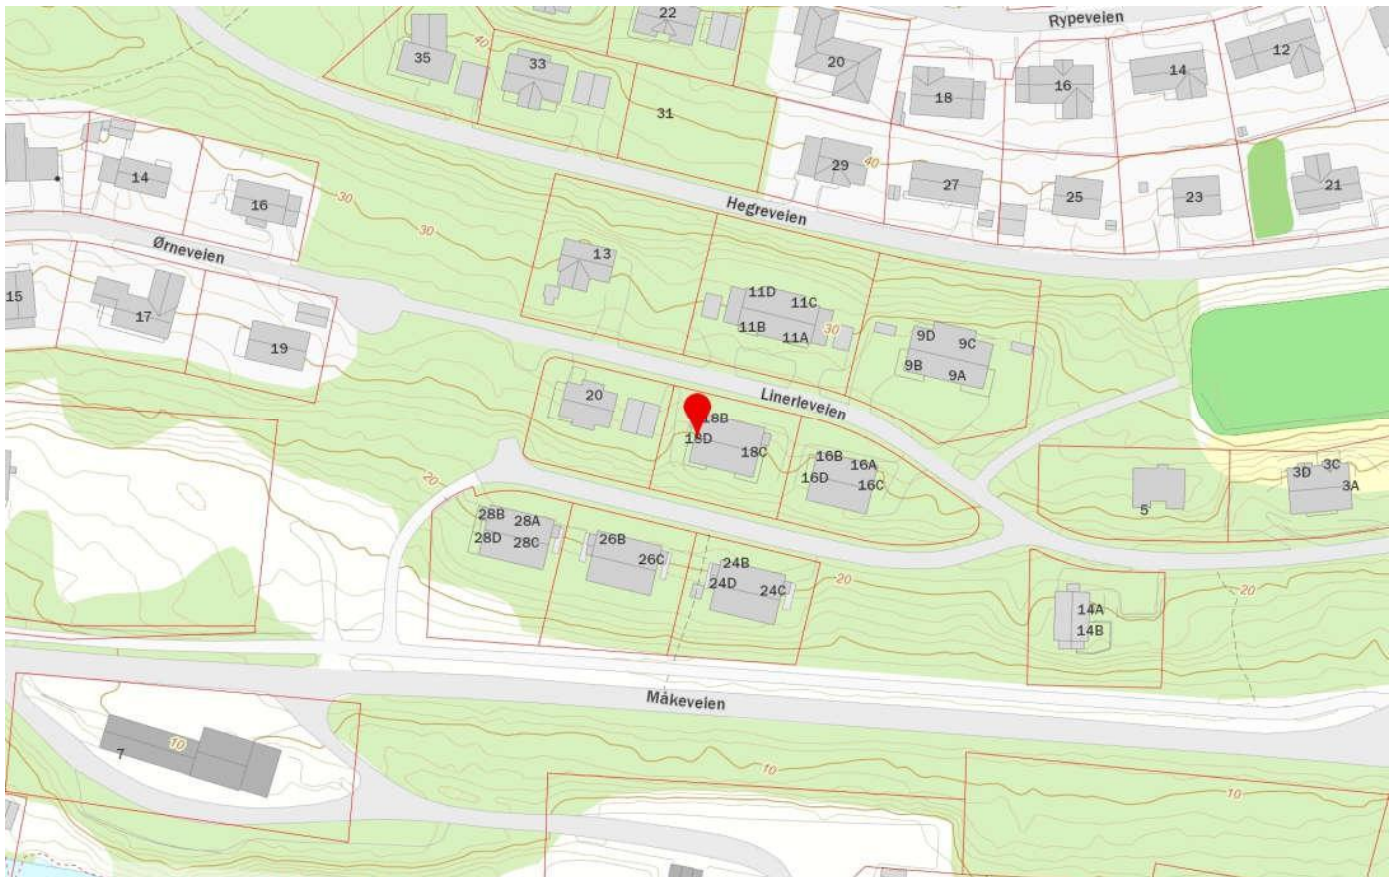 Rypeveien
22
12
35
33
20
14
16
18
31
29
40
40
27
25
23
21
14
16
30
30
Hegreveien
Ørneveien
13
15
17
19
11D
11C
11B
11A
30
9D
9C
9B
9A
20
18B
18D
18C
Linerleveien
16B
16A
16D
16C
3D
3C
3A
5
20
28B
28A
28D
28C
26B
26C
24B
24D
24C
20
20
14A
14B
Måkeveien
7
10
10
10